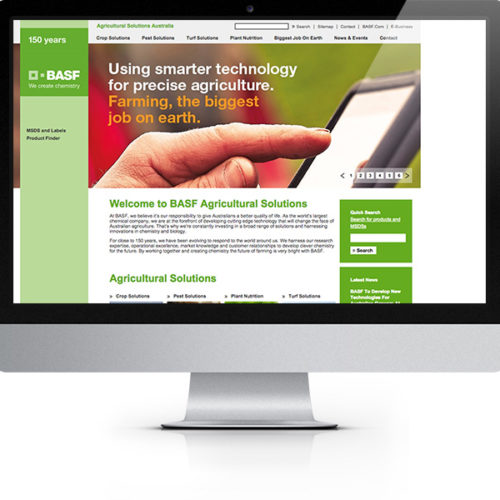 Agricultural Solutions Australia
» Search | Sitemap | Contact | BASF.Com | E-Business
150 years
Crop Solutions Pest Solutions Turf Solutions Plant Nutrition Biggest Job On Earth News & Events Contact
BASF
We create chemistry
Using smarter technology
for precise agriculture.
Farming, the biggest
job on earth.
MSDS and Labels
Product Finder
< 1 2 3 4 5 6 >
Welcome to BASF Agricultural Solutions
At BASF, we believe it's our responsibility to give Australians a better quality of life. As the world's largest
chemical company, we are at the forefront of developing cutting edge technology that will change the face of
Australian agriculture. That's why we're constantly investing in a broad range of solutions and harnessing
innovations in chemistry and biology.
For close to 150 years, we have been evolving to respond to the world around us. We harness our research
expertise, operational excellence, market knowledge and customer relationships to develop clever chemistry
for the future. By working together and creating chemistry the future of farming is very bright with BASF.
Quick Search
Search for products and
MSDSs
» Search
Agricultural Solutions
» Crop Solutions » Pest Solutions » Plant Nutrition » Turf Solutions
Latest News
BASF To Develop New
Technologies For